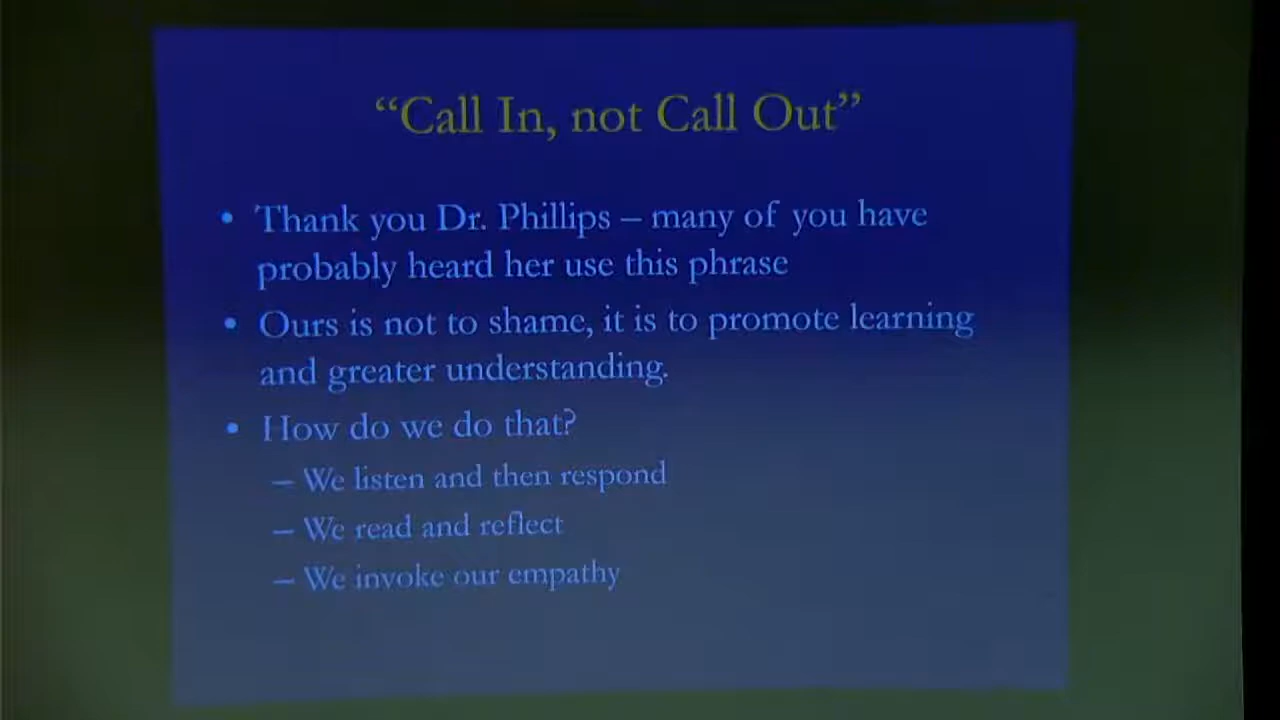 “Call In, not Call Out”
• Thank you Dr. Phillips – many of you have
probably heard her use this phrase
• Ours is not to shame, it is to promote learning
and greater understanding.
• How do we do that?
– We listen and then respond
– We read and reflect
– We invoke our empathy